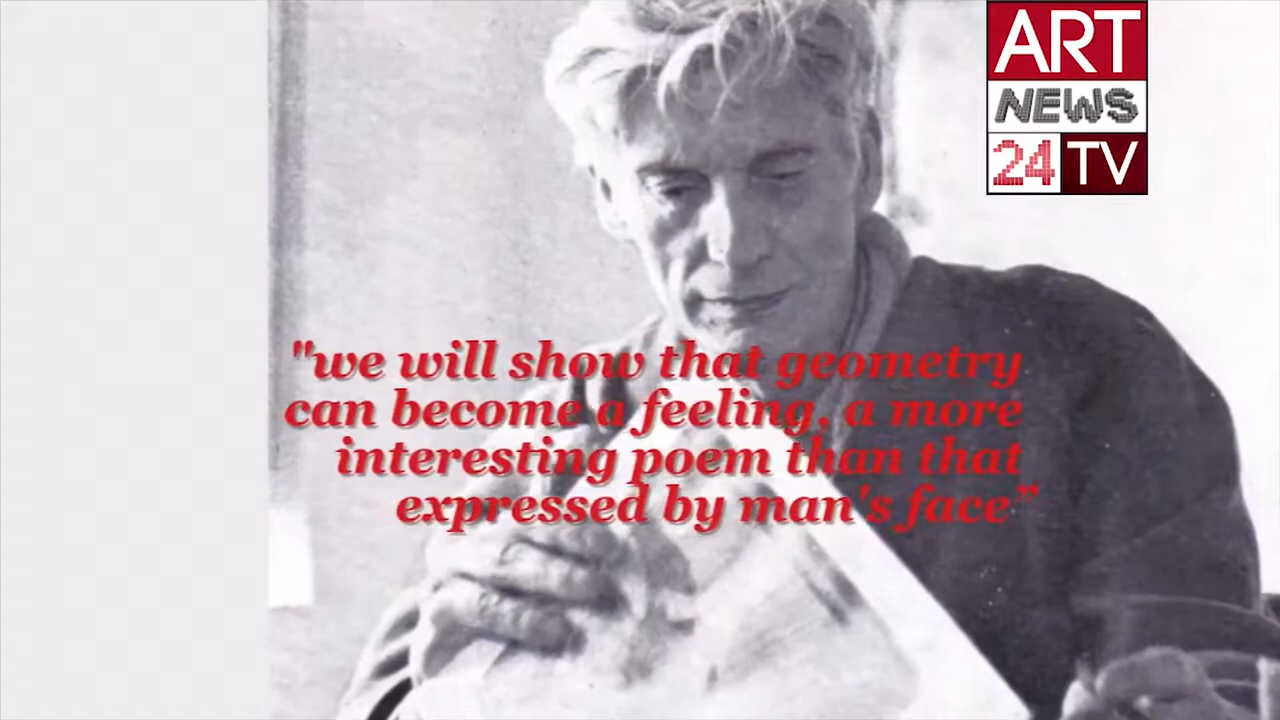 ART
NEWS
24 TV
"we will show that geometry
can become a feeling, a more
interesting poem than that
expressed by man's face”